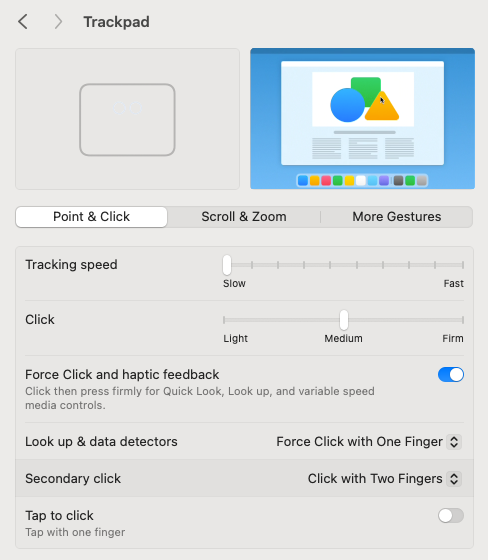 Trackpad
Point & Click
Scroll & Zoom
More Gestures
Tracking speed
Slow
Fast
Click
Light
Medium
Firm
Force Click and haptic feedback
Click then press firmly for Quick Look, Look up, and variable speed
media controls.
Look up & data detectors
Force Click with One Finger
Secondary click
Click with Two Fingers
Tap to click
Tap with one finger